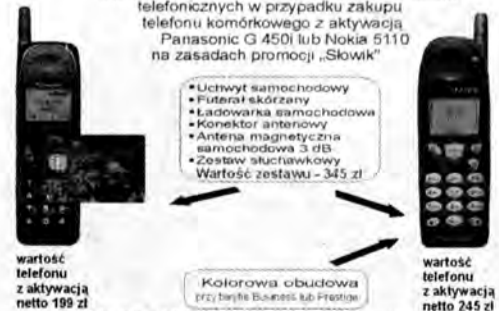 telefonicznych w przypadku zakupu
telefonu komórkowego z aktywacją
Panasonic G 450i lub Nokia 5110
na zasadach promocji „Słowik”
•Uchwyt samochodowy
•Futerał skórzany
•Ładowarka samochodowa
•Konektor antenowy
•Antena magnetyczna
samochodowa 3 dB
•Zestaw słuchawkowy
Wartość zestawu - 345 zł
wartość
telefonu
z aktywacją
netto 199 zł
Kolorowa obudowa
przy taryfie Business lub Prestige
wartość
telefonu
z aktywacją
netto 245 zł